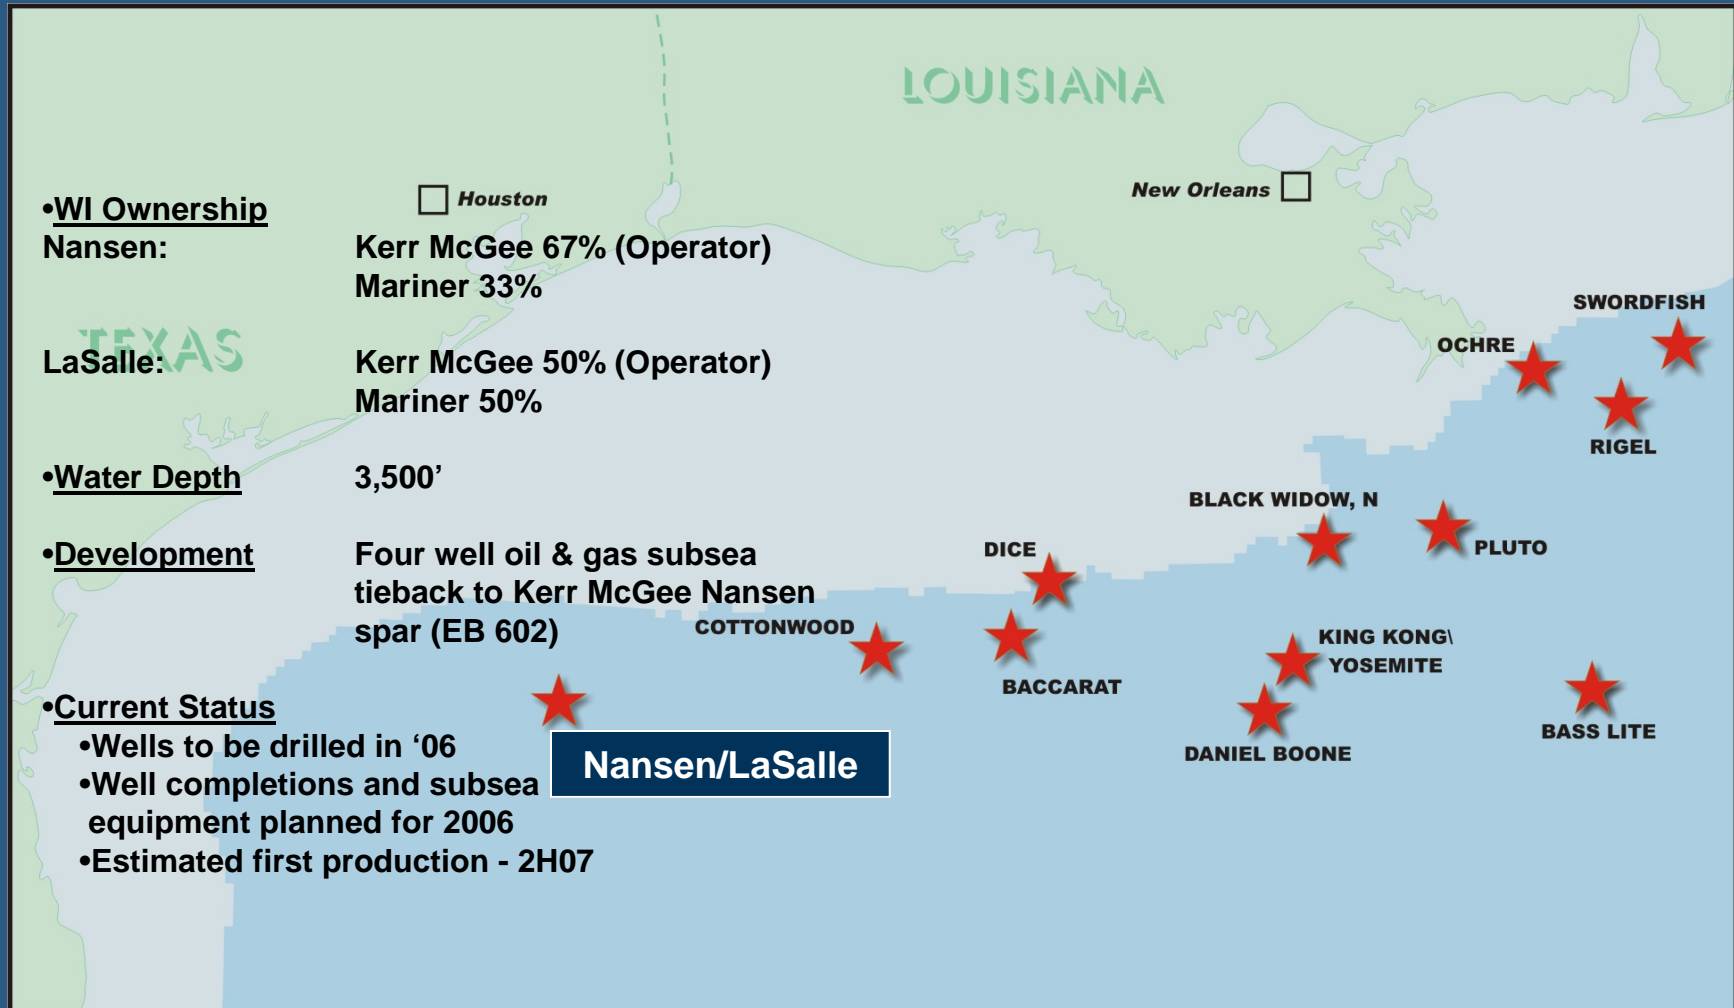 LOUISIANA
TEXAS
Houston
New Orleans
•WI Ownership
Nansen: Kerr McGee 67% (Operator)
Mariner 33%
LaSalle: Kerr McGee 50% (Operator)
Mariner 50%
•Water Depth 3,500’
•Development Four well oil & gas subsea
tieback to Kerr McGee Nansen
spar (EB 602)
•Current Status
•Wells to be drilled in ‘06
•Well completions and subsea
equipment planned for 2006
•Estimated first production - 2H07
Nansen/LaSalle
SWORDFISH
OCHRE
RIGEL
BLACK WIDOW, N
PLUTO
DICE
COTTONWOOD
BACCARAT
KING KONG\
YOSEMITE
DANIEL BOONE
BASS LITE